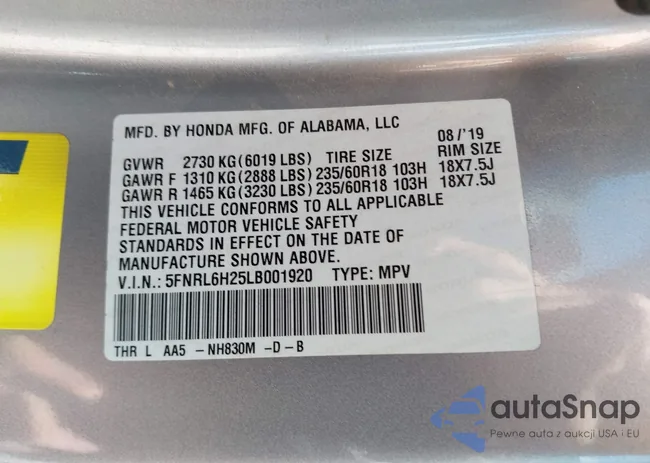 MFD. BY HONDA MFG. OF ALABAMA, LLC 08/'19
GVWR 2730 KG(6019 LBS) TIRE SIZE RIM SIZE
GAWR F 1310 KG(2888 LBS) 235/60R18 103H 18X7.5J
GAWR R 1465 KG(3230 LBS) 235/60R18 103H 18X7.5J
THIS VEHICLE CONFORMS TO ALL APPLICABLE
FEDERAL MOTOR VEHICLE SAFETY
STANDARDS IN EFFECT ON THE DATE OF
MANUFACTURE SHOWN ABOVE.
V.I.N.: 5FNRL6H25LB001920 TYPE: MPV
THR L AA5 -NH830M -D-B
autaSnap
Pewne auta z aukcji USA i EU